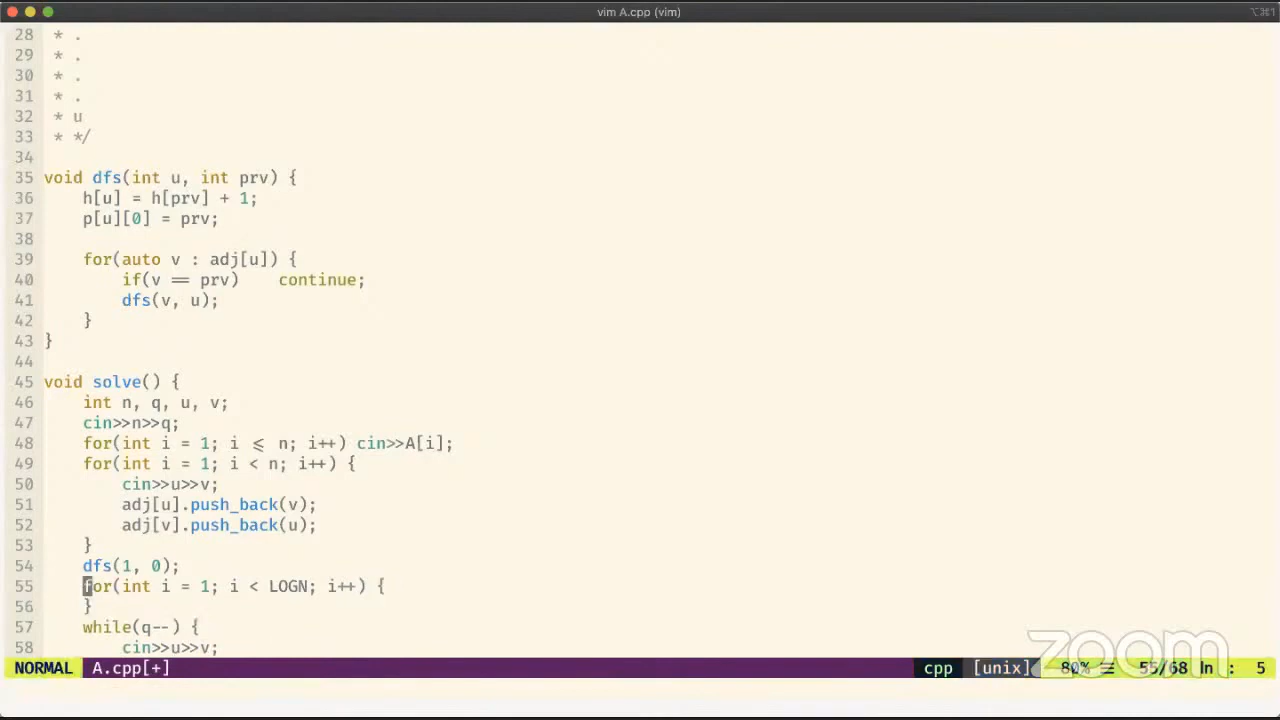 vim A.cpp (vim)
⌥⌘1
28 * .
29 * .
30 * .
31 * .
32 * u
33 * */
34
35 void dfs(int u, int prv) {
36 h[u] = h[prv] + 1;
37 p[u][0] = prv;
38
39 for(auto v : adj[u]) {
40 if(v == prv) continue;
41 dfs(v, u);
42 }
43 }
44
45 void solve() {
46 int n, q, u, v;
47 cin>>n>>q;
48 for(int i = 1; i <= n; i++) cin>>A[i];
49 for(int i = 1; i < n; i++) {
50 cin>>u>>v;
51 adj[u].push_back(v);
52 adj[v].push_back(u);
53 }
54 dfs(1, 0);
55 for(int i = 1; i < LOGN; i++) {
56 }
57 while(q--) {
58 cin>>u>>v;
NORMAL A.cpp[+] cpp [unix] 80% ☰ 55/68 ln : 5
zoom